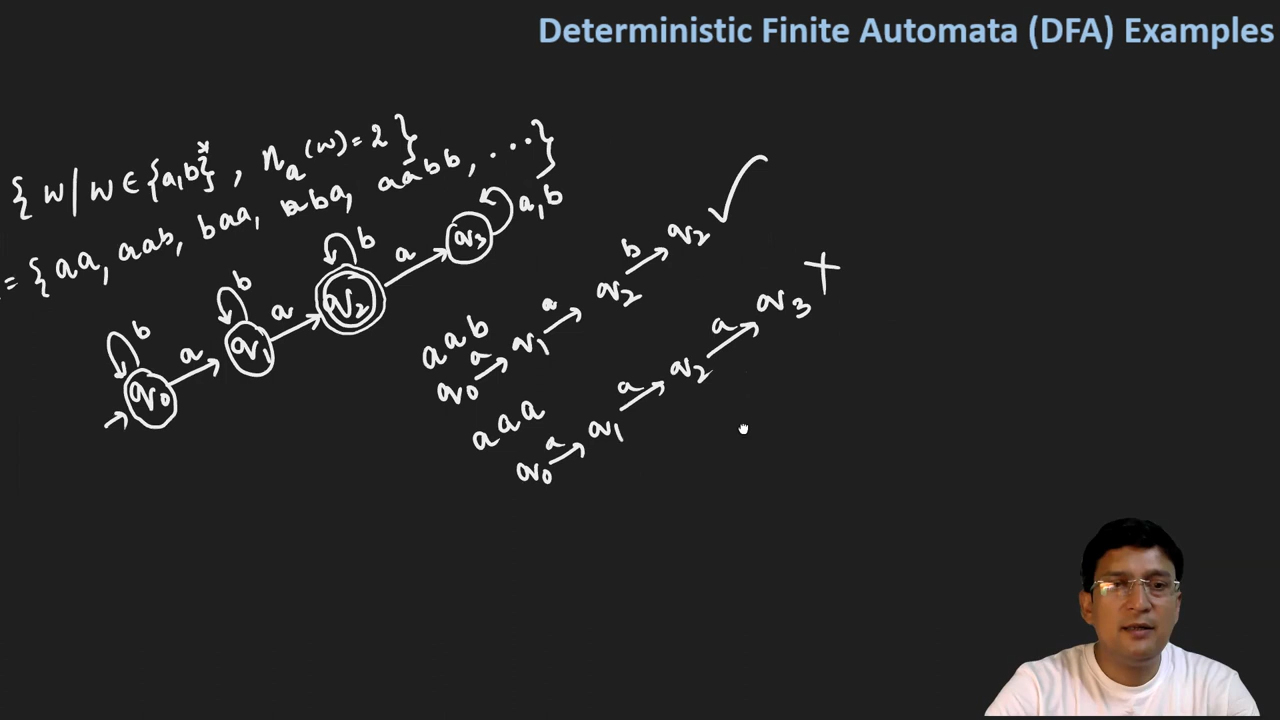 Deterministic Finite Automata (DFA) Examples
{ w / w ∈ {a,b}*, n_a(w) = 2 }
= { aa, aab, baa, aba, aabb, ... }
b b b a,b
q0 a q1 a q2 a q3
aab
q0 a q1 a q2 b q2 ✓
aaa
q0 a q1 a q2 a q3 +